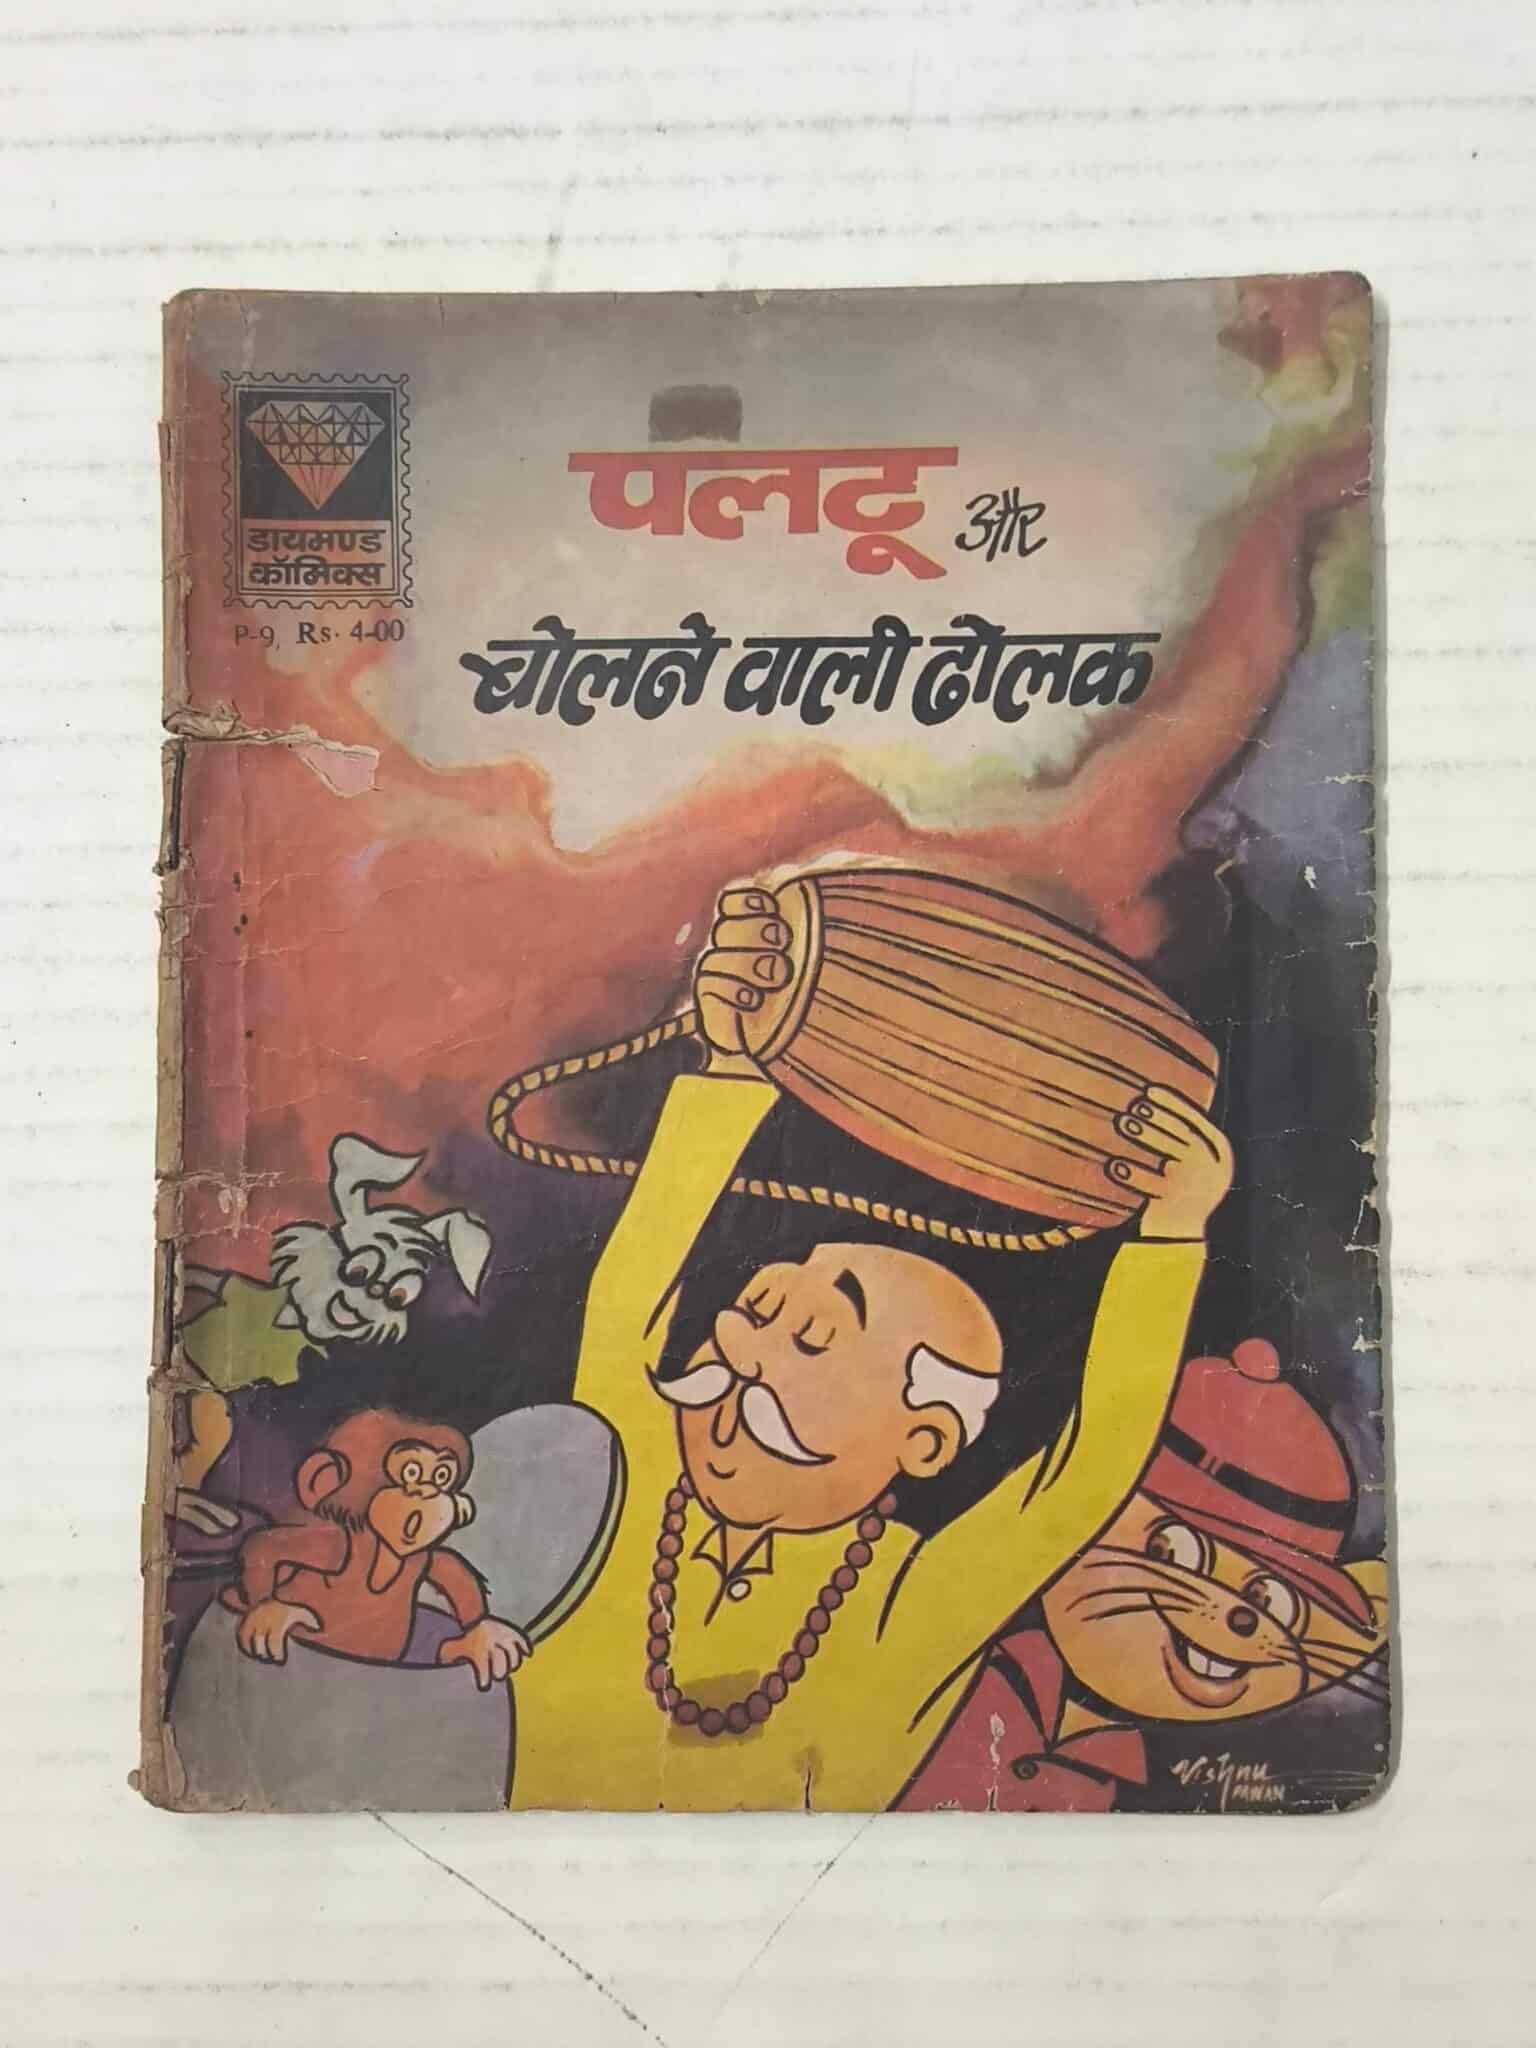 डायमण्ड
कॉमिक्स
P-9, Rs. 4-00
पलटू और
बोलने वाली ढोलक
Vishnu
PAWAN